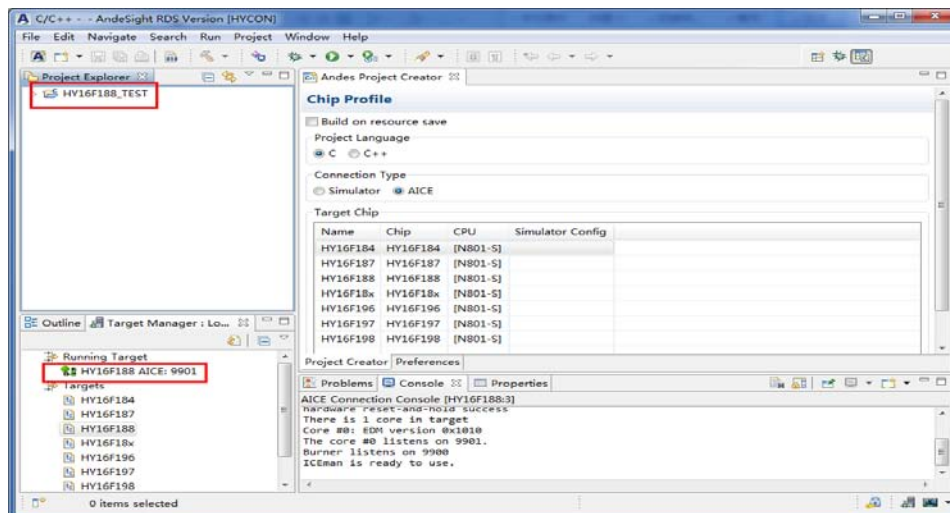 C/C++ - - AndeSight RDS Version [HYCON]
File Edit Navigate Search Run Project Window Help
Project Explorer
HY16F188_TEST
Andes Project Creator
Chip Profile
Build on resource save
Project Language
C C++
Connection Type
Simulator AICE
Target Chip
Name Chip CPU Simulator Config
HY16F184 HY16F184 [N801-S]
HY16F187 HY16F187 [N801-S]
HY16F188 HY16F188 [N801-S]
HY16F18x HY16F18x [N801-S]
HY16F196 HY16F196 [N801-S]
HY16F197 HY16F197 [N801-S]
HY16F198 HY16F198 [N801-S]
Project Creator Preferences
Outline Target Manager : Lo...
Running Target
HY16F188 AICE: 9901
Targets
HY16F184
HY16F187
HY16F188
HY16F18x
HY16F196
HY16F197
HY16F198
Problems Console Properties
AICE Connection Console [HY16F188:3]
hardware reset-and-hold success
There is 1 core in target
Core #0: EDM version 0x1010
The core #0 listens on 9901.
Burner listens on 9900
ICEman is ready to use.
0 items selected